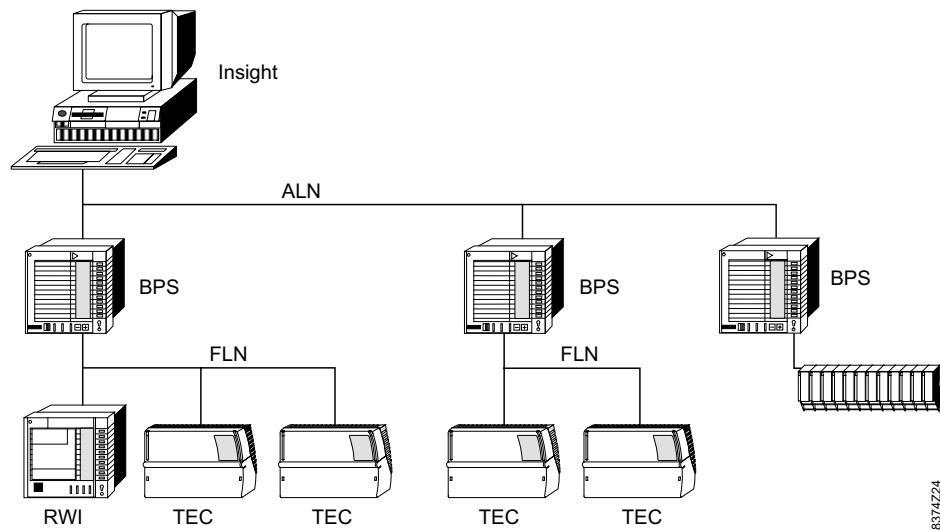 Insight
ALN
BPS
BPS
BPS
FLN
FLN
RWI
TEC
TEC
TEC
TEC
8374Z24